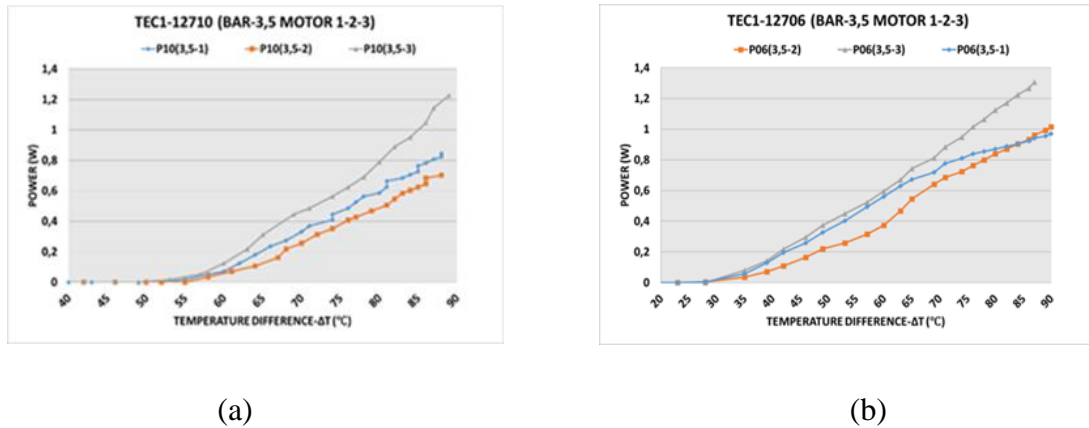 TEC1-12710 (BAR-3,5 MOTOR 1-2-3)
P10(3,5-1) P10(3,5-2) P10(3,5-3)
1,4
1,2
1
0,8
0,6
0,4
0,2
0
POWER (W)
40 45 50 55 60 65 70 75 80 85 90
TEMPERATURE DIFFERENCE-ΔT (°C)
(a)
TEC1-12706 (BAR-3,5 MOTOR 1-2-3)
P06(3,5-2) P06(3,5-3) P06(3,5-1)
1,4
1,2
1
0,8
0,6
0,4
0,2
0
POWER (W)
20 25 30 35 40 45 50 55 60 65 70 75 80 85 90
TEMPERATURE DIFFERENCE-ΔT (°C)
(b)